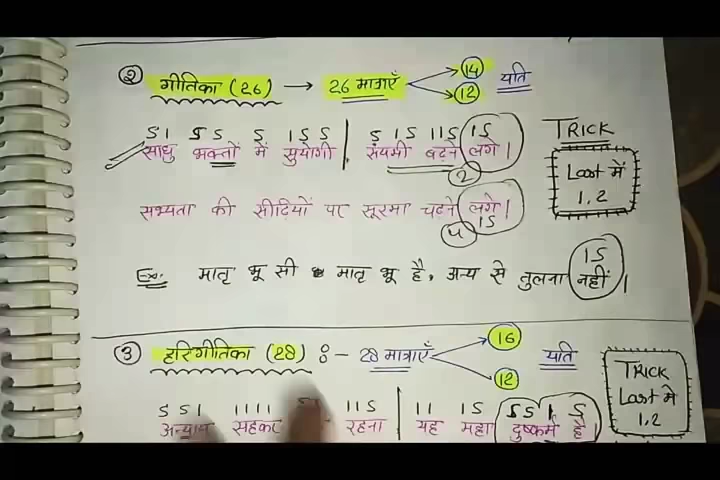 ② गीतिका (26) → 26 मात्राएँ 14 12 यति
S I S S S I S S | S I S I I S I S
साधु भक्तों में सुयोगी | संयमी बढ़ने लगे।
2
TRICK
Last में
1,2
सभ्यता की सीढ़ियों पर सूरमा चढ़ने लगे।
4 I S
I S
Ex. मातृ भू सी मातृ भू है, अन्य से तुलना नहीं।
③ हरिगीतिका (28) :- 28 मात्राएँ 16 12 यति
TRICK
Last में
1,2
S S I I I I I I I S | I I I S S S I S
अन्याय सहकर रहना | यह महा दुष्कर्म है।